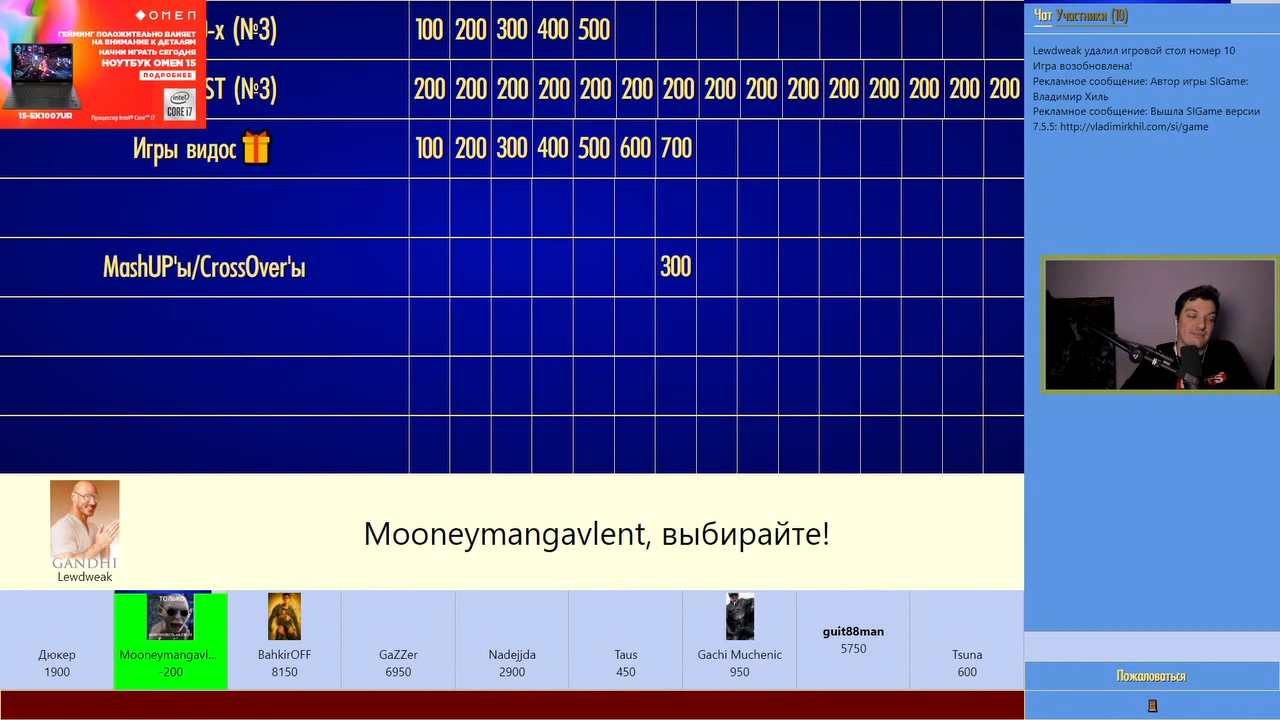 OMEN
ГЕЙМИНГ ПОЛОЖИТЕЛЬНО ВЛИЯЕТ
НА ВНИМАНИЕ К ДЕТАЛЯМ
НАЧНИ ИГРАТЬ СЕГОДНЯ
НОУТБУК OMEN 15
ПОДРОБНЕЕ
intel
CORE i7
15-EK1007UR
Процессор Intel® Core™ i7
-х (№3) 100 200 300 400 500
ST (№3) 200 200 200 200 200 200 200 200 200 200 200 200 200 200 200
Игры видос 100 200 300 400 500 600 700
MashUP'ы/CrossOver'ы 300
GANDHI
Lewdweak
Mooneymangavlent, выбирайте!
ТОЛЬКО
Дюкер
1900
Mooneymangavl...
-200
BahkirOFF
8150
GaZZer
6950
Nadejjda
2900
Taus
450
Gachi Muchenic
950
guit88man
5750
Tsuna
600
Чат Участники (10)
Lewdweak удалил игровой стол номер 10
Игра возобновлена!
Рекламное сообщение: Автор игры SIGame:
Владимир Хиль
Рекламное сообщение: Вышла SIGame версии
7.5.5: http://vladimirkhil.com/si/game
Пожаловаться